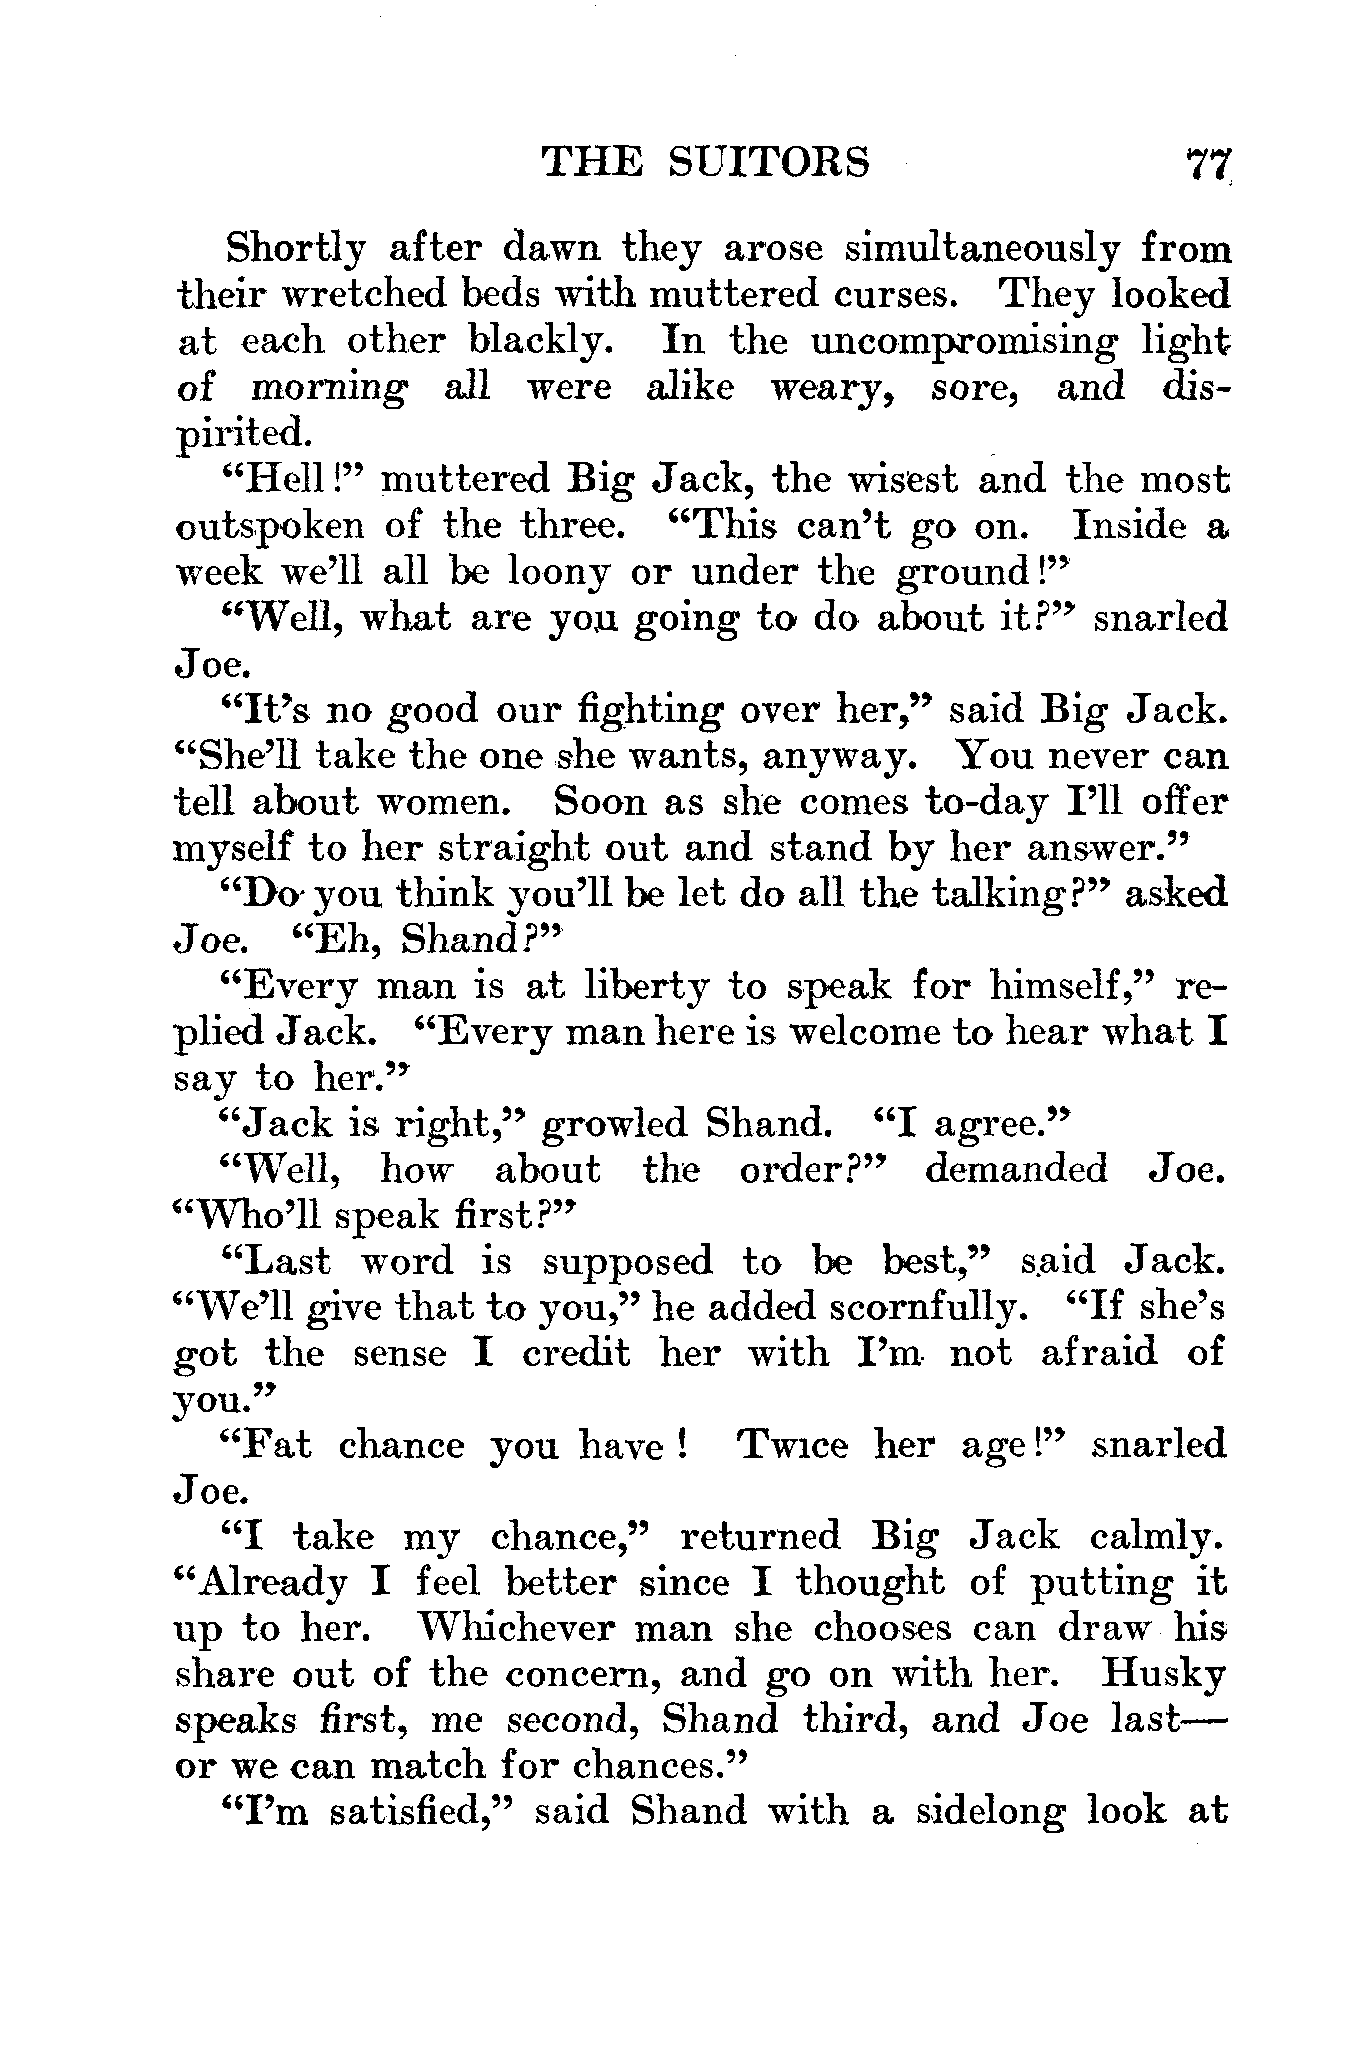 THE SUITORS 77
Shortly after dawn they arose simultaneously from
their wretched beds with muttered curses. They looked
at each other blackly. In the uncompromising light
of morning all were alike weary, sore, and dis-
pirited.
“Hell!” muttered Big Jack, the wisest and the most
outspoken of the three. “This can’t go on. Inside a
week we’ll all be loony or under the ground!”
“Well, what are you going to do about it?” snarled
Joe.
“It’s no good our fighting over her,” said Big Jack.
“She’ll take the one she wants, anyway. You never can
tell about women. Soon as she comes to-day I’ll offer
myself to her straight out and stand by her answer.”
“Do you think you’ll be let do all the talking?” asked
Joe. “Eh, Shand?”
“Every man is at liberty to speak for himself,” re-
plied Jack. “Every man here is welcome to hear what I
say to her.”
“Jack is right,” growled Shand. “I agree.”
“Well, how about the order?” demanded Joe.
“Who’ll speak first?”
“Last word is supposed to be best,” said Jack.
“We’ll give that to you,” he added scornfully. “If she’s
got the sense I credit her with I’m not afraid of
you.”
“Fat chance you have! Twice her age!” snarled
Joe.
“I take my chance,” returned Big Jack calmly.
“Already I feel better since I thought of putting it
up to her. Whichever man she chooses can draw his
share out of the concern, and go on with her. Husky
speaks first, me second, Shand third, and Joe last—
or we can match for chances.”
“I’m satisfied,” said Shand with a sidelong look at